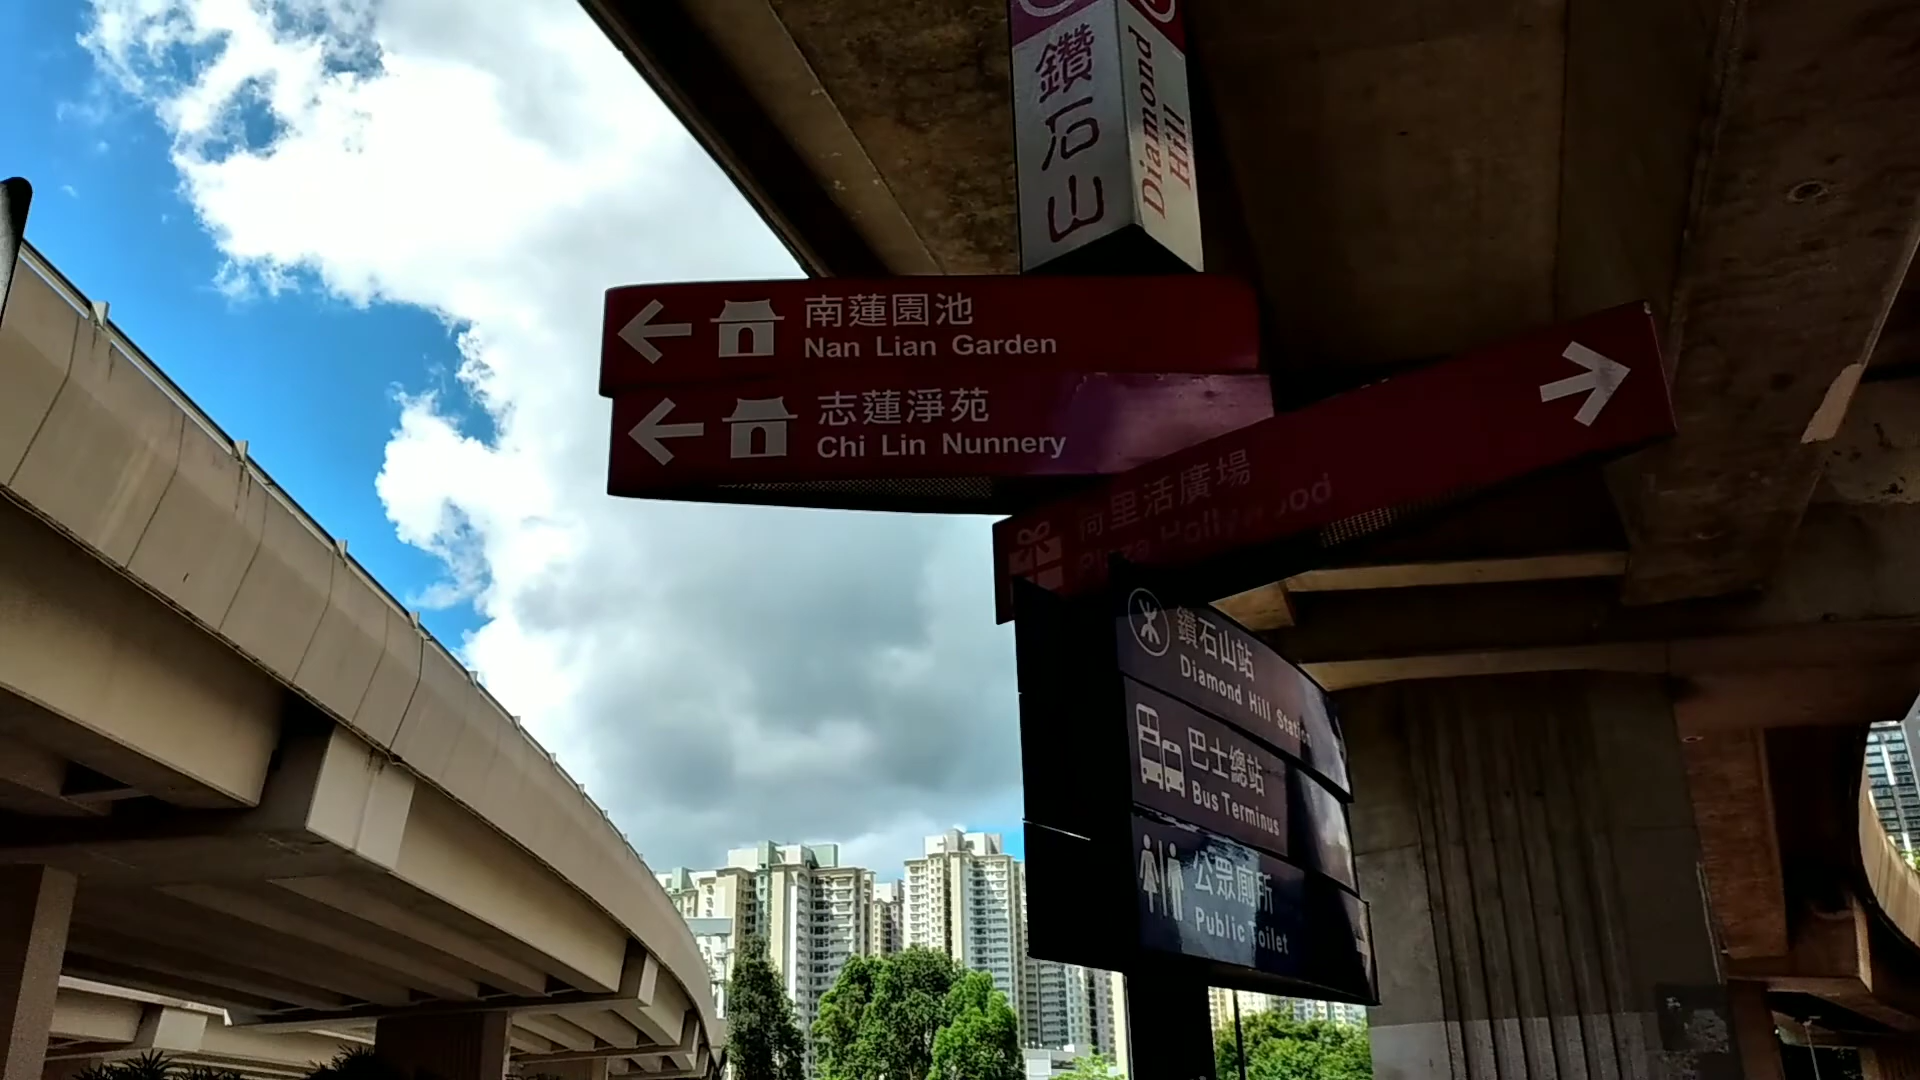 鑽石山
Diamond
Hill
南蓮園池
Nan Lian Garden
志蓮淨苑
Chi Lin Nunnery
荷里活廣場
Plaza Hollywood
鑽石山站
Diamond Hill Station
巴士總站
Bus Terminus
公眾廁所
Public Toilet